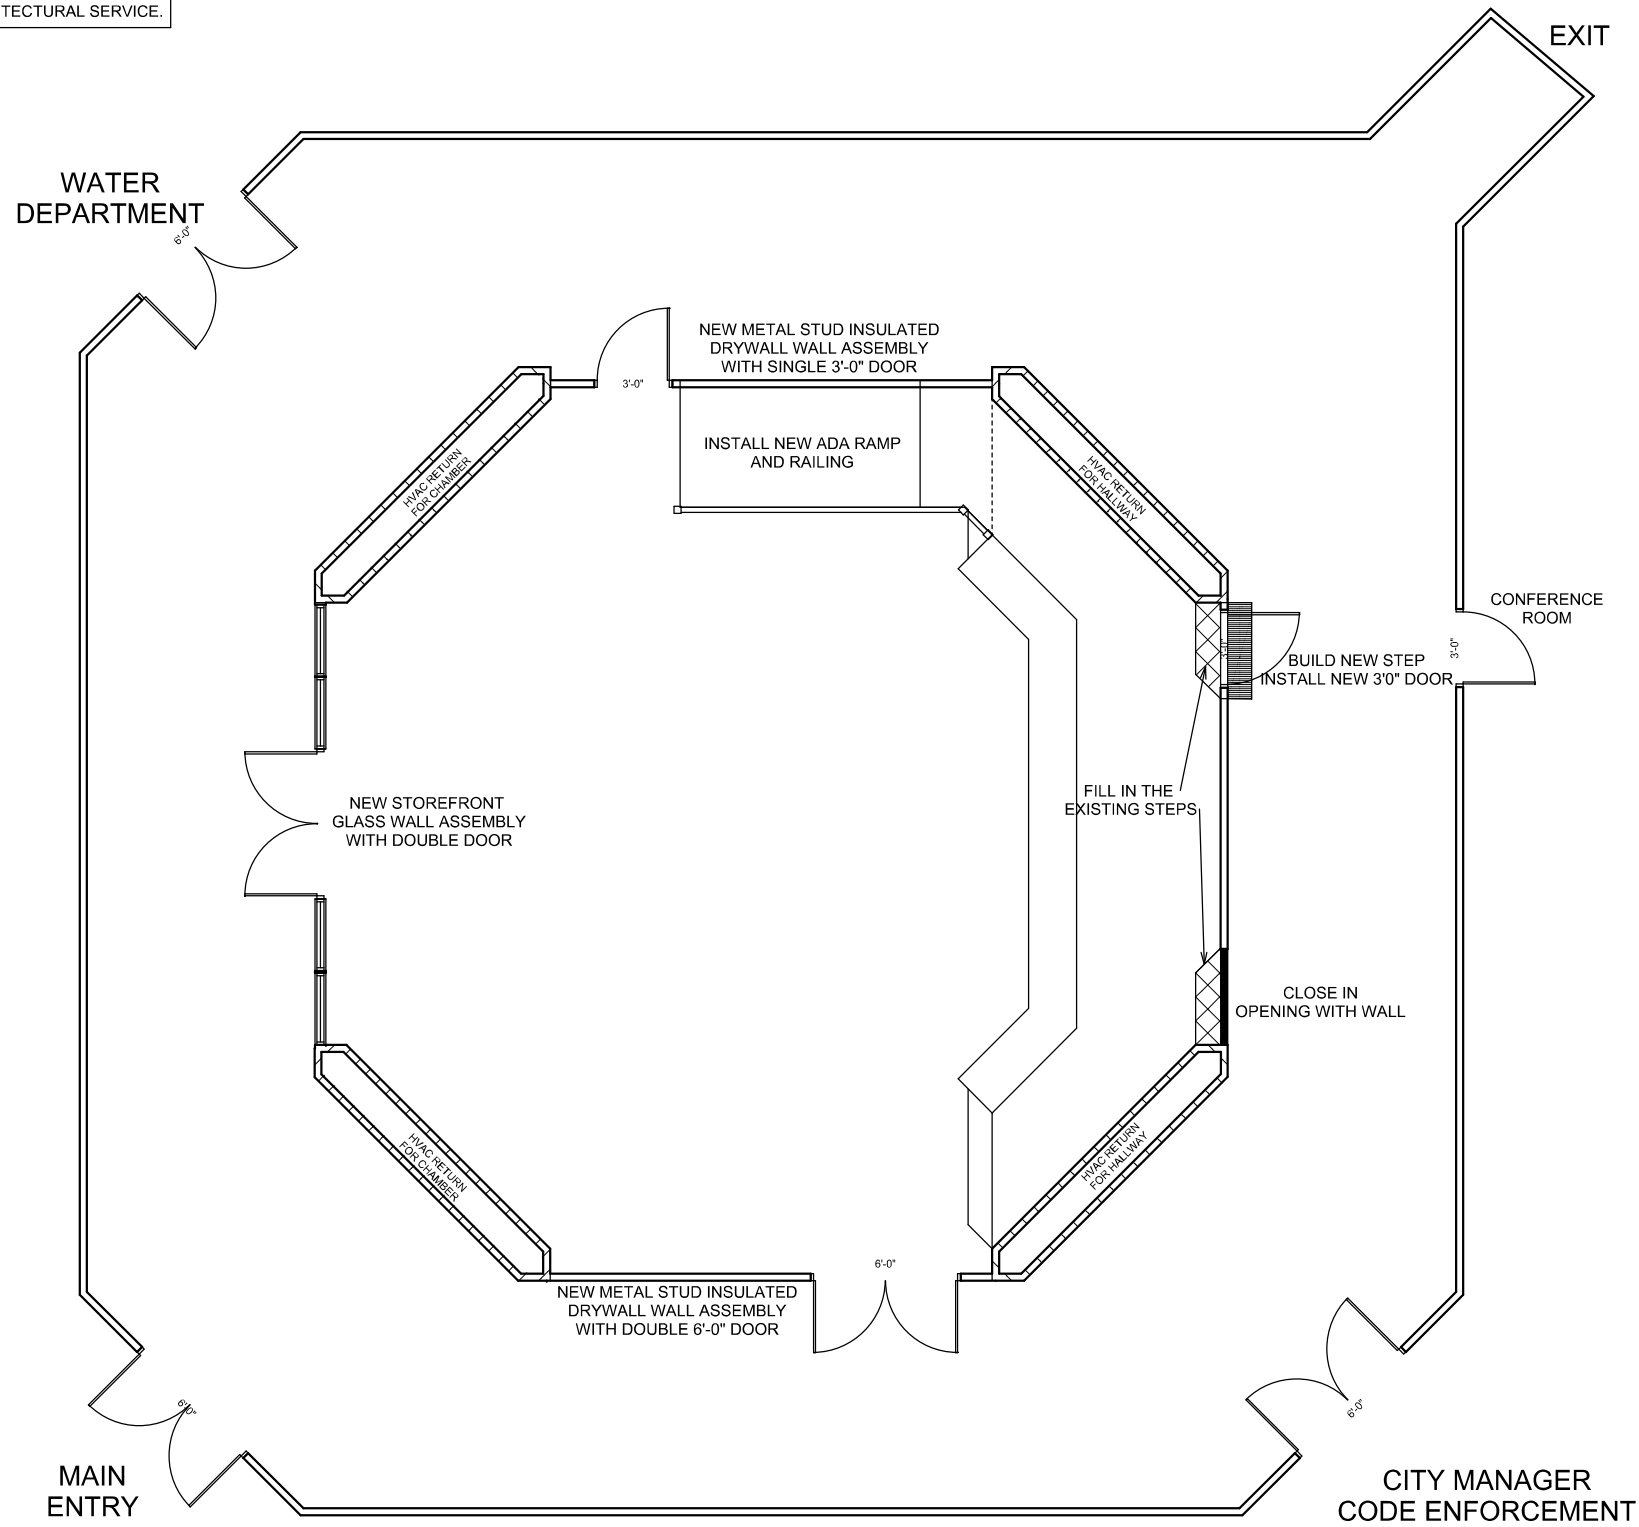 TECTURAL SERVICE.
EXIT
WATER
DEPARTMENT
6'-0"
NEW METAL STUD INSULATED
DRYWALL WALL ASSEMBLY
WITH SINGLE 3'-0" DOOR
3'-0"
INSTALL NEW ADA RAMP
AND RAILING
HVAC RETURN
FOR CHAMBER
HVAC RETURN
FOR HALLWAY
CONFERENCE
ROOM
3'-0"
3'-0"
BUILD NEW STEP
INSTALL NEW 3'0" DOOR
FILL IN THE
EXISTING STEPS
NEW STOREFRONT
GLASS WALL ASSEMBLY
WITH DOUBLE DOOR
CLOSE IN
OPENING WITH WALL
HVAC RETURN
FOR CHAMBER
HVAC RETURN
FOR HALLWAY
6'-0"
NEW METAL STUD INSULATED
DRYWALL WALL ASSEMBLY
WITH DOUBLE 6'-0" DOOR
6'-0"
6'-0"
MAIN
ENTRY
CITY MANAGER
CODE ENFORCEMENT